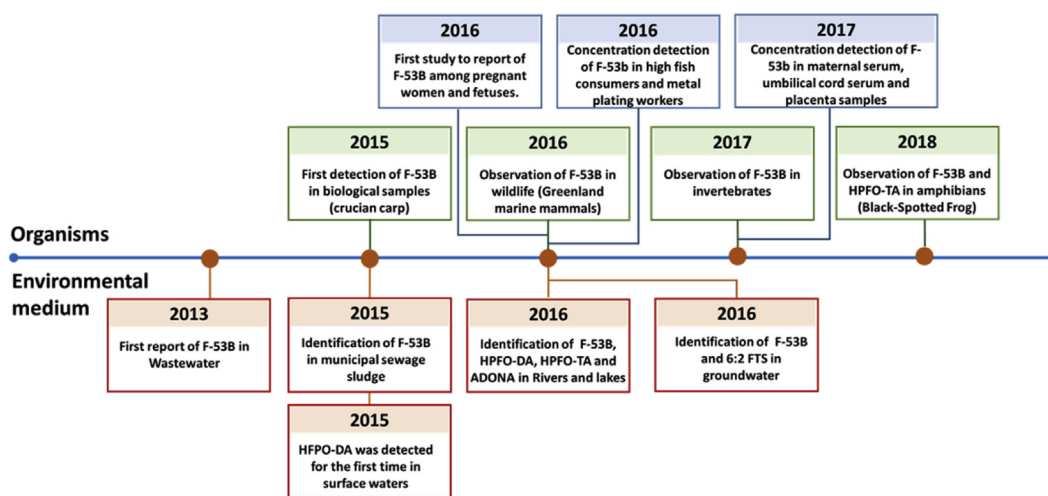 2016
First study to report of
F-53B among pregnant
women and fetuses.
2016
Concentration detection
of F-53b in high fish
consumers and metal
plating workers
2017
Concentration detection of F-
53b in maternal serum,
umbilical cord serum and
placenta samples
2015
First detection of F-53B
in biological samples
(crucian carp)
2016
Observation of F-53B in
wildlife (Greenland
marine mammals)
2017
Observation of F-53B in
invertebrates
2018
Observation of F-53B and
HPFO-TA in amphibians
(Black-Spotted Frog)
Organisms
Environmental
medium
2013
First report of F-53B in
Wastewater
2015
Identification of F-53B
in municipal sewage
sludge
2016
Identification of F-53B,
HPFO-DA, HPFO-TA and
ADONA in Rivers and lakes
2016
Identification of F-53B
and 6:2 FTS in
groundwater
2015
HFPO-DA was detected
for the first time in
surface waters